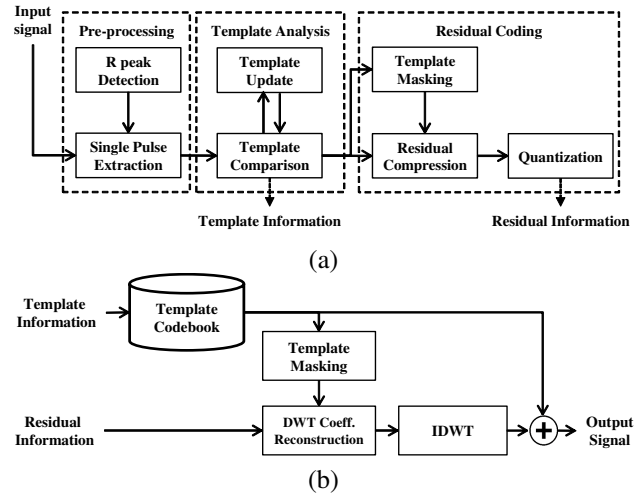 Input
signal
Pre-processing
Template Analysis
Residual Coding
R peak
Detection
Template
Update
Template
Masking
Single Pulse
Extraction
Template
Comparison
Residual
Compression
Quantization
Template Information
Residual Information
(a)
Template
Information
Template
Codebook
Template
Masking
Residual
Information
DWT Coeff.
Reconstruction
IDWT
+
Output
Signal
(b)